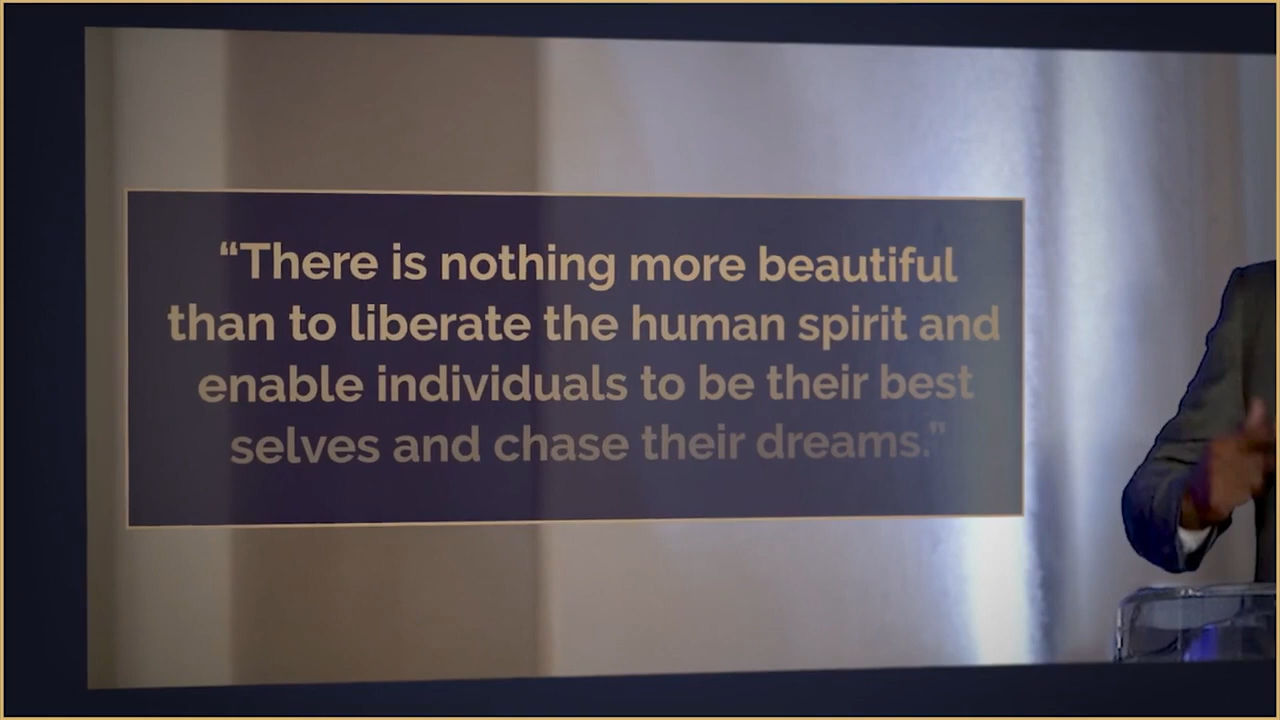 “There is nothing more beautiful
than to liberate the human spirit and
enable individuals to be their best
selves and chase their dreams.”